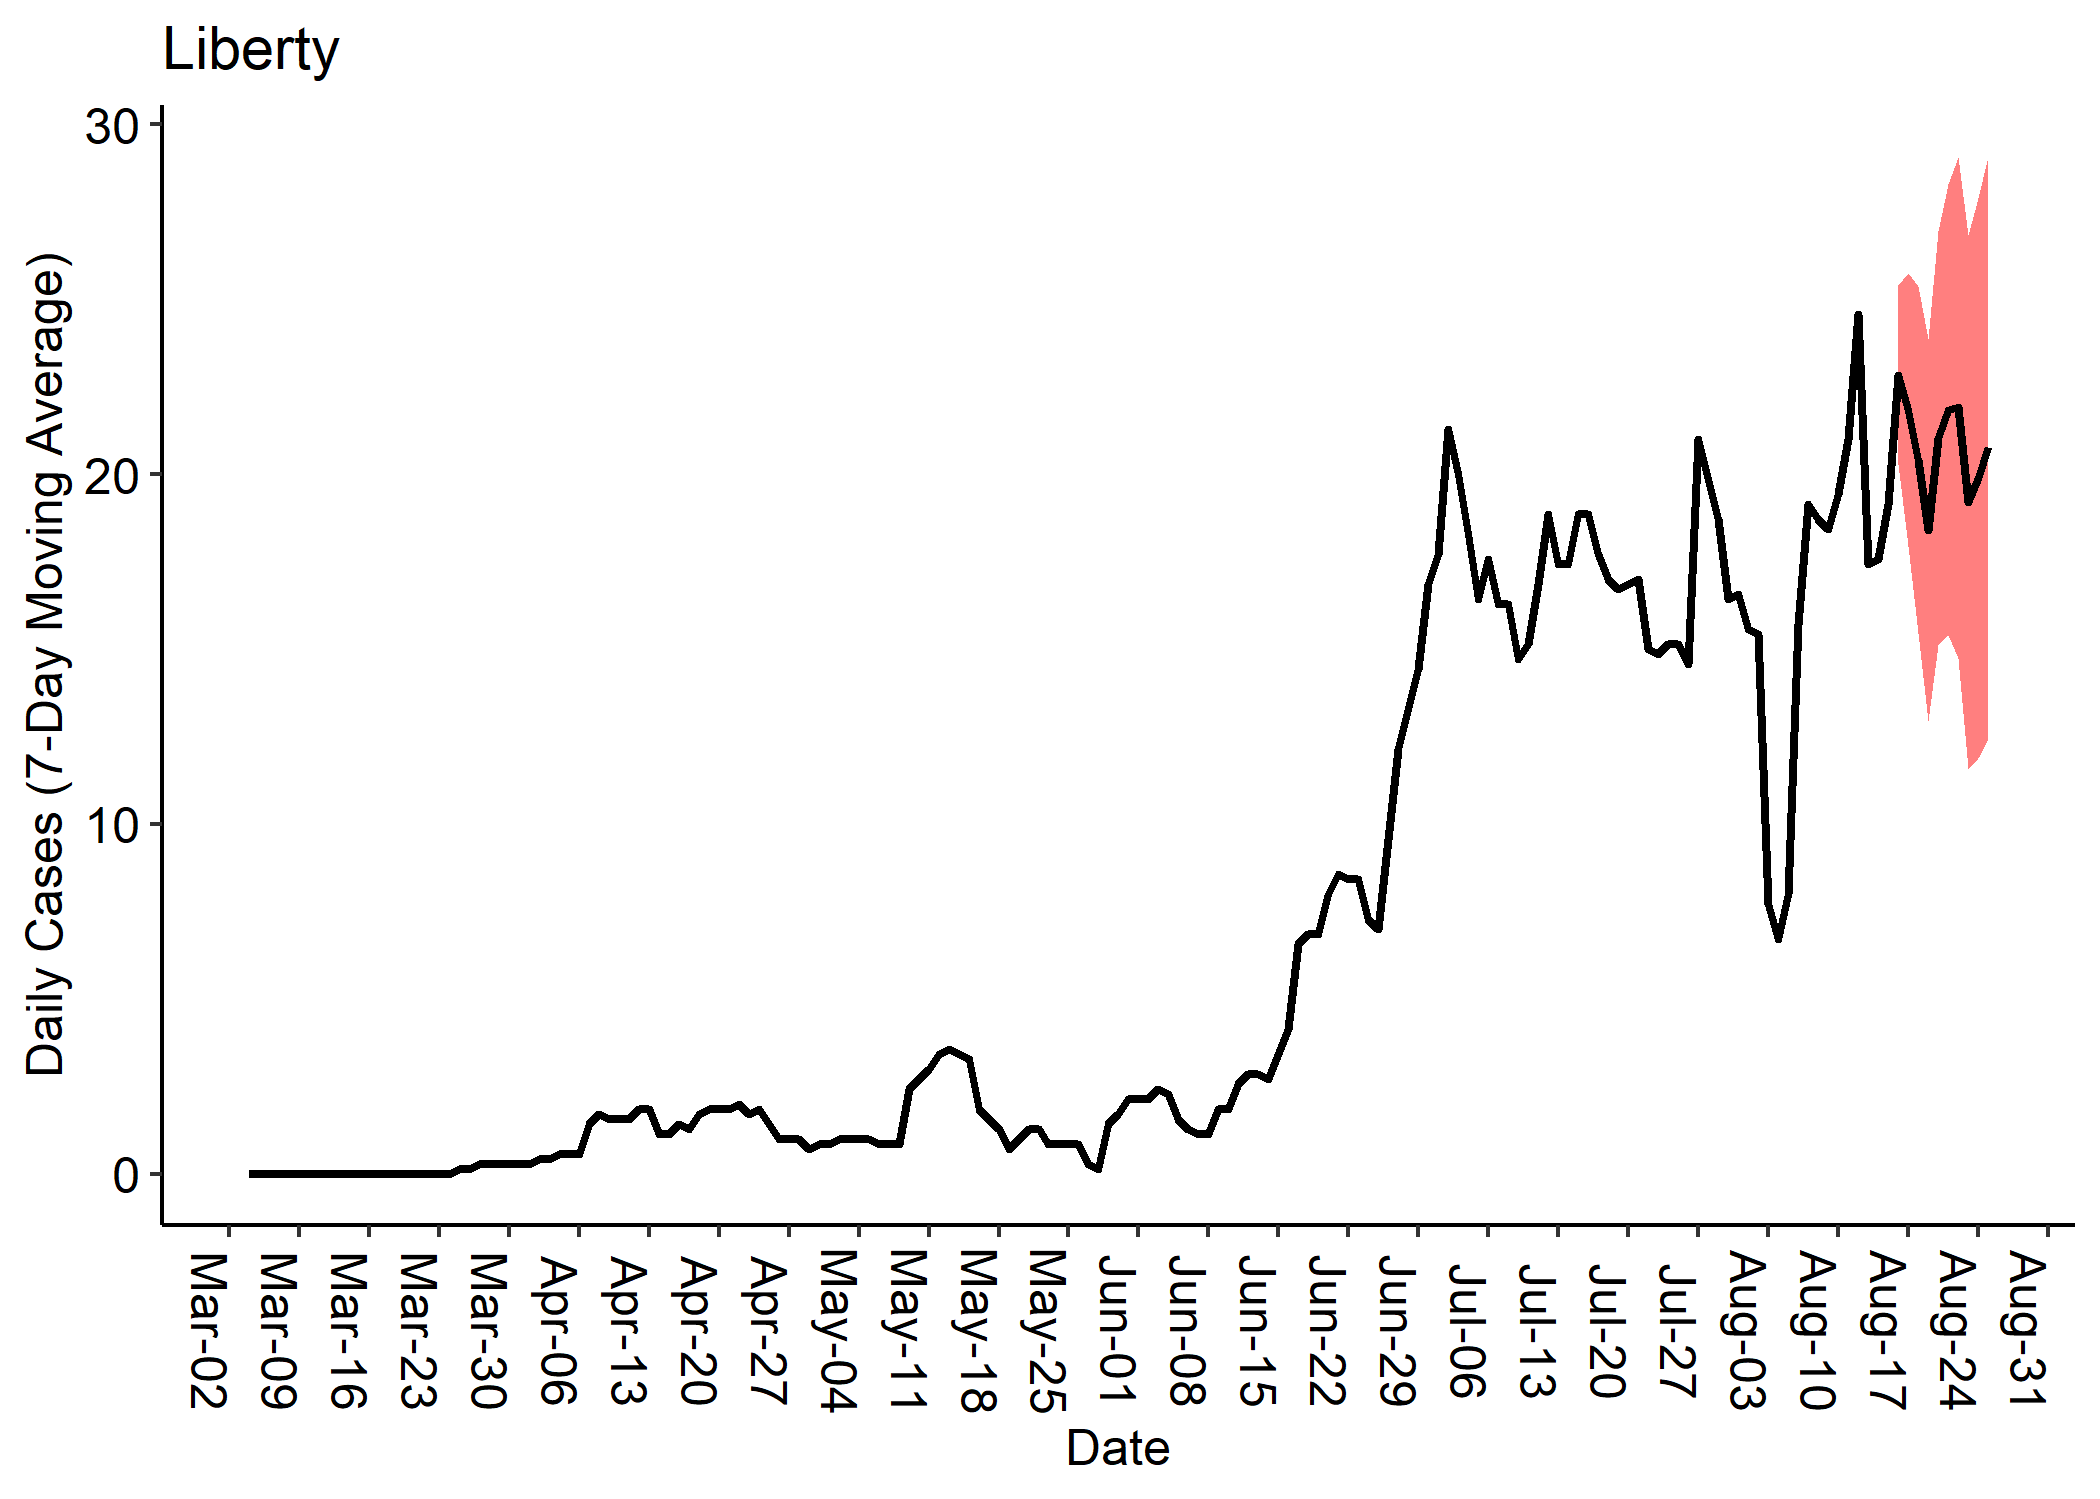 Liberty
Daily Cases (7-Day Moving Average)
30
20
10
0
Mar-02
Mar-09
Mar-16
Mar-23
Mar-30
Apr-06
Apr-13
Apr-20
Apr-27
May-04
May-11
May-18
May-25
Jun-01
Jun-08
Jun-15
Jun-22
Jun-29
Jul-06
Jul-13
Jul-20
Jul-27
Aug-03
Aug-10
Aug-17
Aug-24
Aug-31
Date